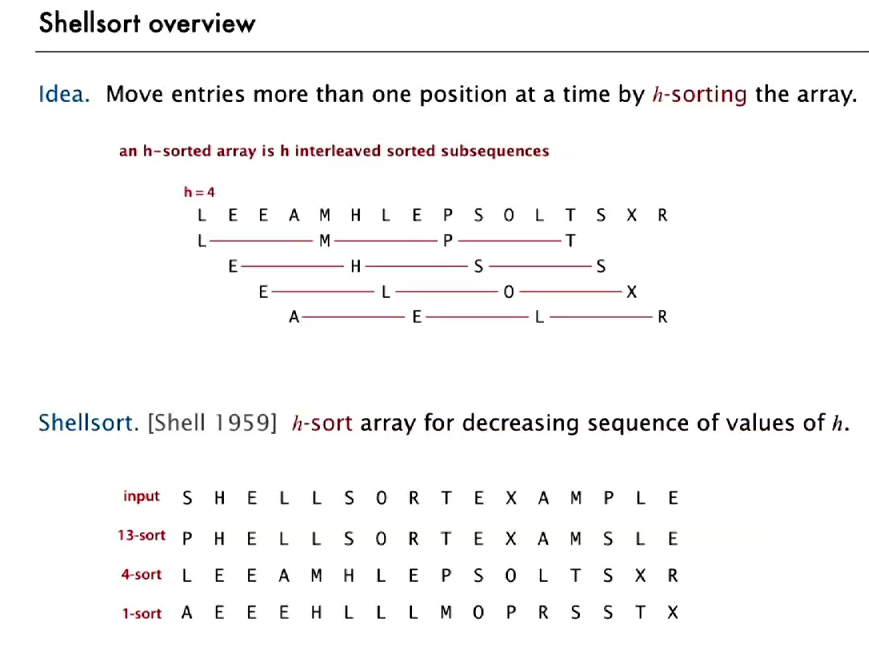 Shellsort overview
Idea. Move entries more than one position at a time by h-sorting the array.
an h-sorted array is h interleaved sorted subsequences
h = 4
L E E A M H L E P S O L T S X R
L M P T
E H S S
E L O X
A E L R
Shellsort. [Shell 1959] h-sort array for decreasing sequence of values of h.
input S H E L L S O R T E X A M P L E
13-sort P H E L L S O R T E X A M S L E
4-sort L E E A M H L E P S O L T S X R
1-sort A E E E H L L L M O P R S S T X